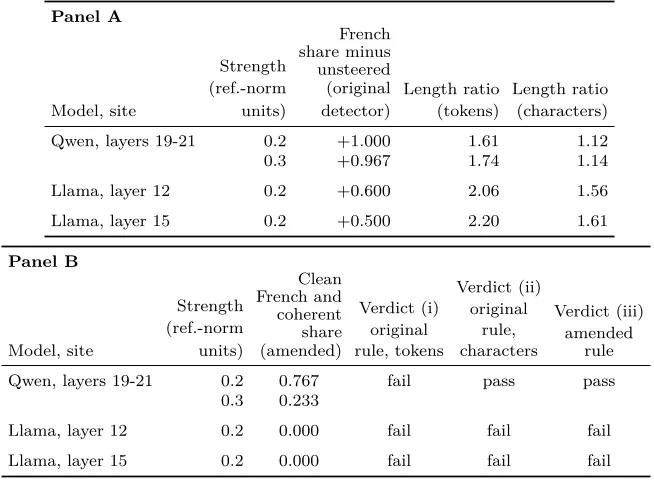 Panel A
French
share minus
Strength unsteered
(ref.-norm (original Length ratio Length ratio
Model, site units) detector) (tokens) (characters)
Qwen, layers 19-21 0.2 +1.000 1.61 1.12
0.3 +0.967 1.74 1.14
Llama, layer 12 0.2 +0.600 2.06 1.56
Llama, layer 15 0.2 +0.500 2.20 1.61
Panel B
Clean
French and Verdict (ii)
Strength coherent Verdict (i) original Verdict (iii)
(ref.-norm share original rule, amended
Model, site units) (amended) rule, tokens characters rule
Qwen, layers 19-21 0.2 0.767 fail pass pass
0.3 0.233
Llama, layer 12 0.2 0.000 fail fail fail
Llama, layer 15 0.2 0.000 fail fail fail